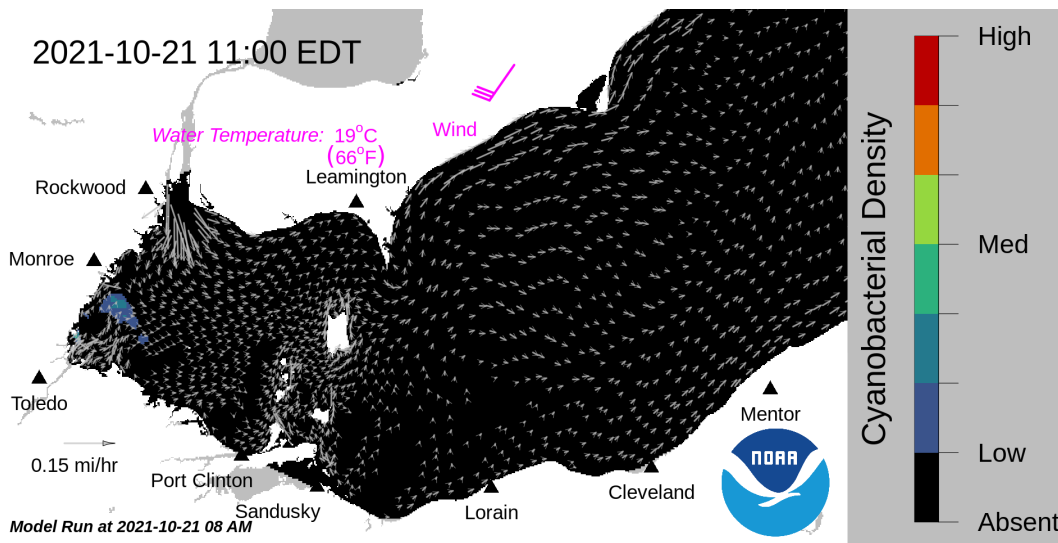 2021-10-21 11:00 EDT
High
Water Temperature: 19°C
(66°F)
Wind
Leamington
Rockwood
Monroe
Med
Cyanobacterial Density
Toledo
Mentor
0.15 mi/hr
NOAA
Low
Port Clinton
Cleveland
Sandusky
Lorain
Model Run at 2021-10-21 08 AM
Absent